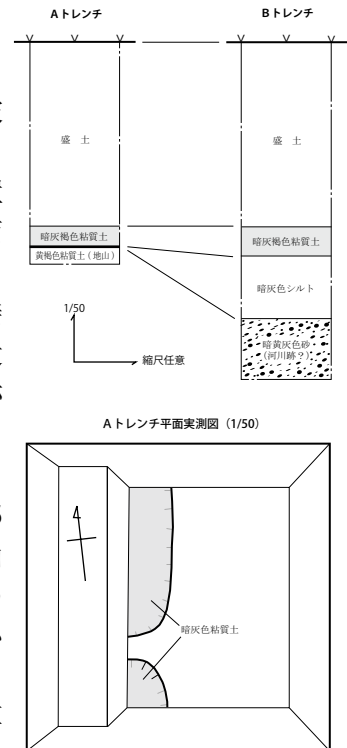 Aトレンチ
Bトレンチ
盛 土
盛 土
暗灰褐色粘質土
暗灰褐色粘質土
黄褐色粘質土(地山)
暗灰色シルト
1/50
縮尺任意
暗黄灰色砂
(河川跡?)
Aトレンチ平面実測図(1/50)
4
暗灰色粘質土